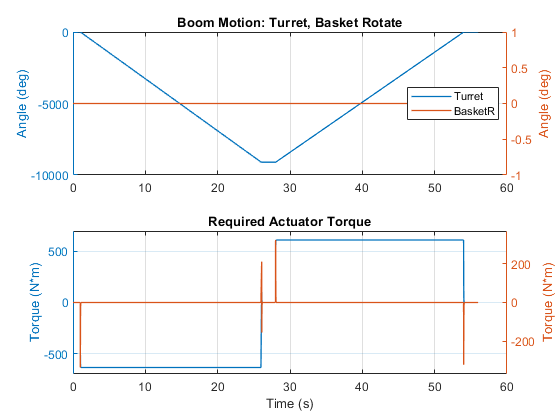 Boom Motion: Turret, Basket Rotate
Angle (deg)
0
-5000
-10000
1
0.5
0
-0.5
-1
Angle (deg)
Turret
BasketR
0 10 20 30 40 50 60
Required Actuator Torque
Torque (N*m)
500
0
-500
200
0
-200
Torque (N*m)
0 10 20 30 40 50 60
Time (s)